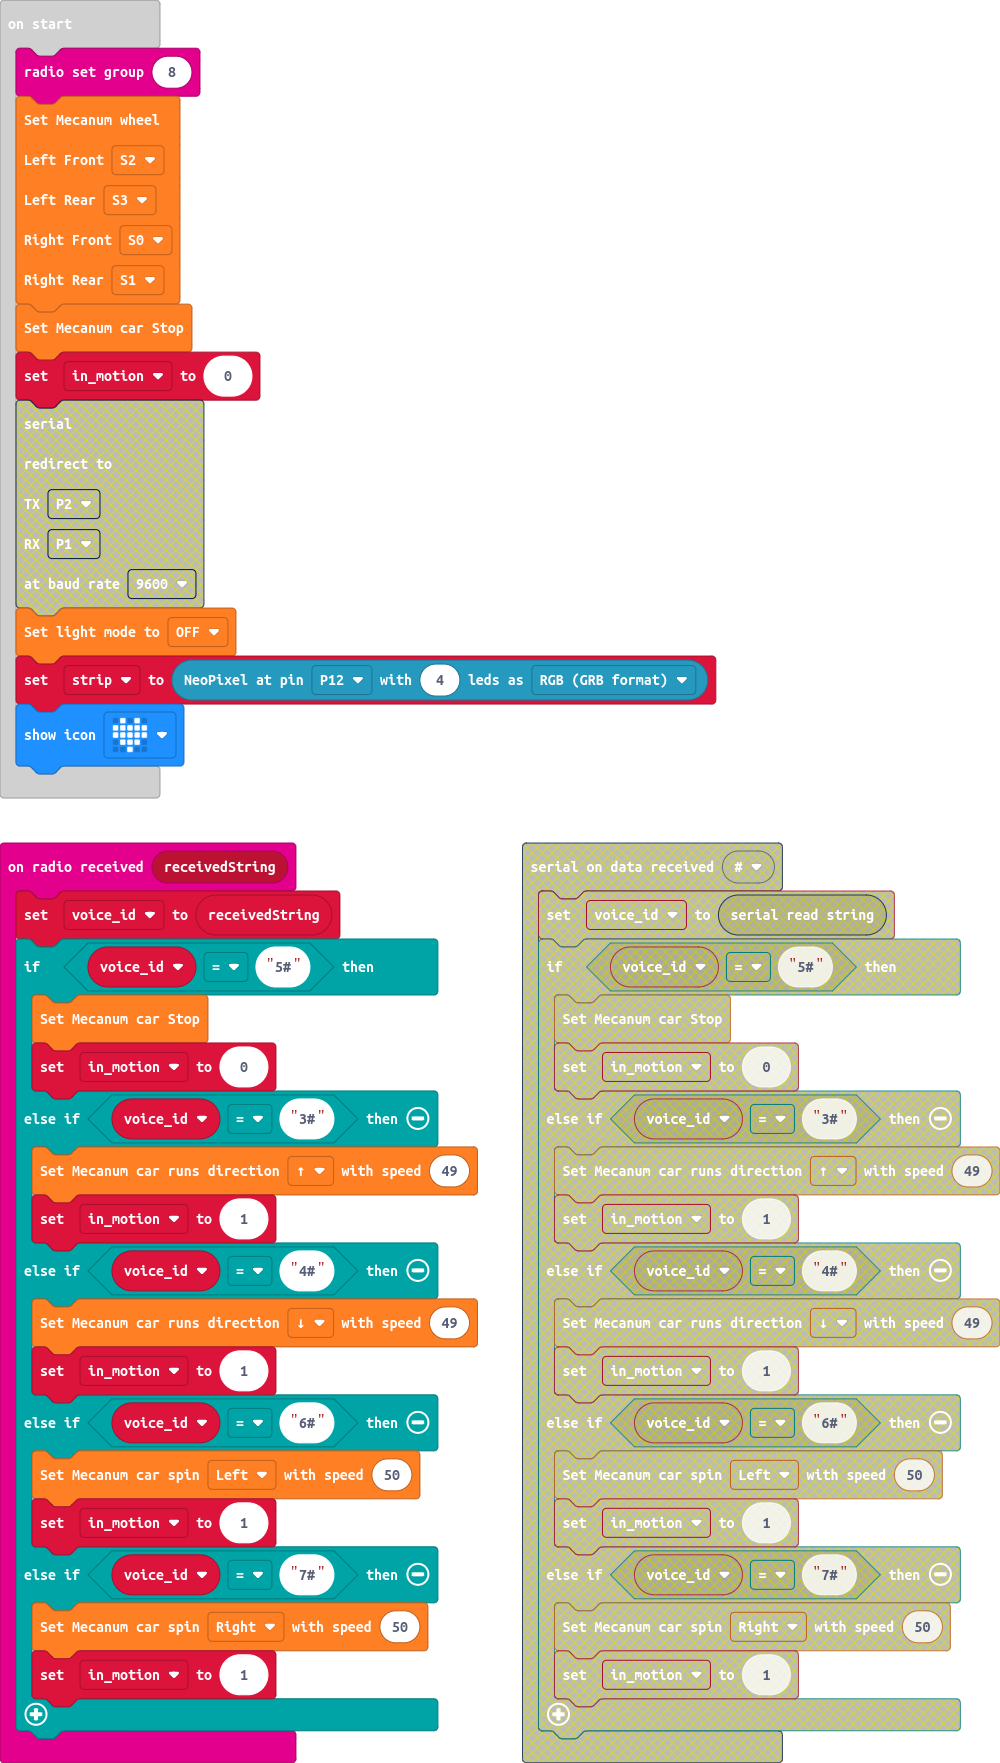 on start
radio set group 8
Set Mecanum wheel
Left Front S2
Left Rear S3
Right Front S0
Right Rear S1
Set Mecanum car Stop
set in_motion to 0
serial
redirect to
TX P2
RX P1
at baud rate 9600
Set light mode to OFF
set strip to NeoPixel at pin P12 with 4 leds as RGB (GRB format)
show icon
on radio received receivedString
set voice_id to receivedString
if voice_id = "5#" then
Set Mecanum car Stop
set in_motion to 0
else if voice_id = "3#" then
Set Mecanum car runs direction ↑ with speed 49
set in_motion to 1
else if voice_id = "4#" then
Set Mecanum car runs direction ↓ with speed 49
set in_motion to 1
else if voice_id = "6#" then
Set Mecanum car spin Left with speed 50
set in_motion to 1
else if voice_id = "7#" then
Set Mecanum car spin Right with speed 50
set in_motion to 1
serial on data received #
set voice_id to serial read string
if voice_id = "5#" then
Set Mecanum car Stop
set in_motion to 0
else if voice_id = "3#" then
Set Mecanum car runs direction ↑ with speed 49
set in_motion to 1
else if voice_id = "4#" then
Set Mecanum car runs direction ↓ with speed 49
set in_motion to 1
else if voice_id = "6#" then
Set Mecanum car spin Left with speed 50
set in_motion to 1
else if voice_id = "7#" then
Set Mecanum car spin Right with speed 50
set in_motion to 1